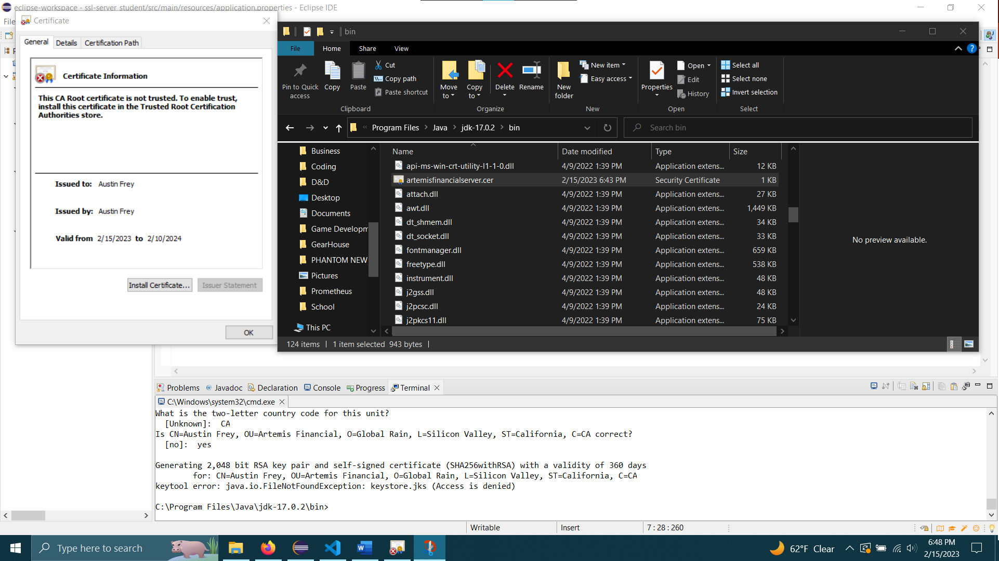 eclipse-workspace - ssl-server_student/src/main/resources/application.properties - Eclipse IDE
File
Certificate
General
Details
Certification Path
Certificate Information
This CA Root certificate is not trusted. To enable trust,
install this certificate in the Trusted Root Certification
Authorities store.
Issued to: Austin Frey
Issued by: Austin Frey
Valid from 2/15/2023 to 2/10/2024
Install Certificate...
Issuer Statement
OK
bin
File
Home
Share
View
Pin to Quick
access
Copy
Paste
Cut
Copy path
Paste shortcut
Clipboard
Move
to
Copy
to
Delete
Rename
Organize
New
folder
New item
Easy access
New
Properties
Open
Edit
History
Open
Select all
Select none
Invert selection
Select
« Program Files > Java > jdk-17.0.2 > bin
Search bin
Business
Coding
D&D
Desktop
Documents
Game Developm
GearHouse
PHANTOM NEW
Pictures
Prometheus
School
This PC
Name Date modified Type Size
api-ms-win-crt-utility-l1-1-0.dll 4/9/2022 1:39 PM Application extens... 12 KB
artemisfinancialserver.cer 2/15/2023 6:43 PM Security Certificate 1 KB
attach.dll 4/9/2022 1:39 PM Application extens... 27 KB
awt.dll 4/9/2022 1:39 PM Application extens... 1,449 KB
dt_shmem.dll 4/9/2022 1:39 PM Application extens... 34 KB
dt_socket.dll 4/9/2022 1:39 PM Application extens... 33 KB
fontmanager.dll 4/9/2022 1:39 PM Application extens... 659 KB
freetype.dll 4/9/2022 1:39 PM Application extens... 538 KB
instrument.dll 4/9/2022 1:39 PM Application extens... 48 KB
j2gss.dll 4/9/2022 1:39 PM Application extens... 48 KB
j2pcsc.dll 4/9/2022 1:39 PM Application extens... 24 KB
j2pkcs11.dll 4/9/2022 1:39 PM Application extens... 75 KB
No preview available.
124 items 1 item selected 943 bytes
Problems
Javadoc
Declaration
Console
Progress
Terminal
C:\Windows\system32\cmd.exe
What is the two-letter country code for this unit?
[Unknown]: CA
Is CN=Austin Frey, OU=Artemis Financial, O=Global Rain, L=Silicon Valley, ST=California, C=CA correct?
[no]: yes
Generating 2,048 bit RSA key pair and self-signed certificate (SHA256withRSA) with a validity of 360 days
for: CN=Austin Frey, OU=Artemis Financial, O=Global Rain, L=Silicon Valley, ST=California, C=CA
keytool error: java.io.FileNotFoundException: keystore.jks (Access is denied)
C:\Program Files\Java\jdk-17.0.2\bin>
Writable
Insert
7 : 28 : 260
Type here to search
62°F Clear
6:48 PM
2/15/2023